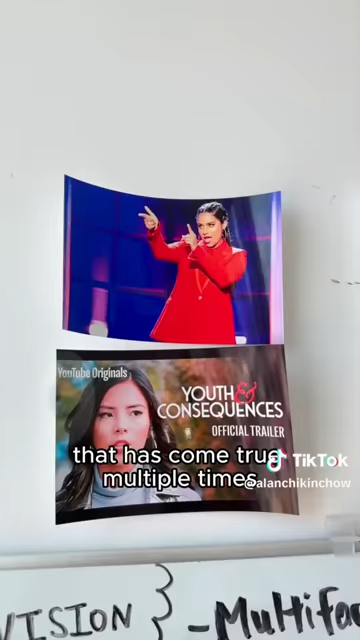 YouTube Originals
YOUTH &
CONSEQUENCES
OFFICIAL TRAILER
that has come true
multiple times
TikTok
@alanchikinchow
VISION } - Multifa